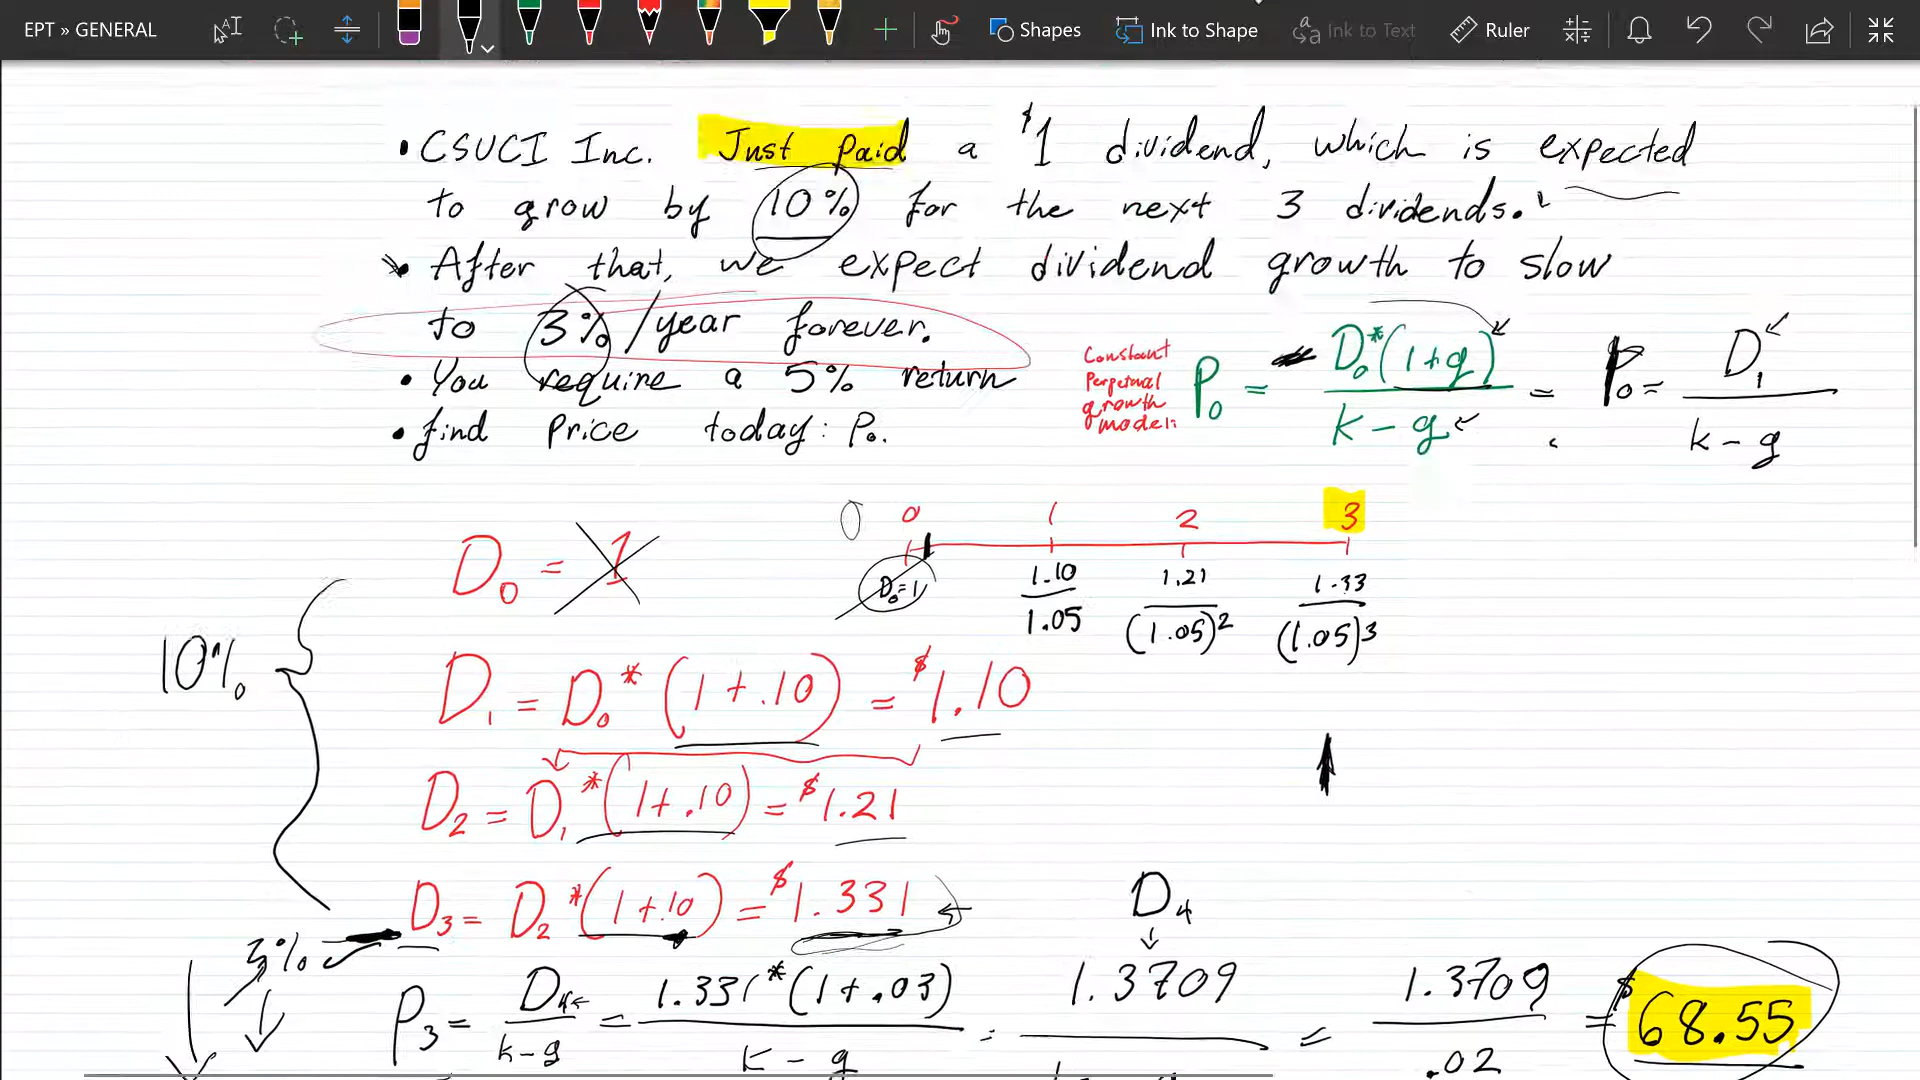 EPT » GENERAL
Shapes
Ink to Shape
Ink to Text
Ruler
• CSUCI Inc. Just Paid a $1 dividend, which is expected
to grow by 10% for the next 3 dividends.
• After that, we expect dividend growth to slow
to 3%/year forever.
• You require a 5% return
• find Price today: P₀.
Constant
Perpetual
growth
model:
P₀ = D₀*(1+g) = P₀ = D₁
k - g
k - g
0 0 1 2 3
D₀ = 1
D₀=1
1.10 1.21 1.33
1.05 (1.05)2 (1.05)3
10%
D₁ = D₀ * (1 + .10) = $1.10
D₂ = D₁ * (1+.10) = $1.21
D₃ = D₂ * (1+.10) = $1.331
D₄
3%
P₃ = D₄ = 1.331*(1+.03) = 1.3709 = 1.3709 = $68.55
k-g
k - g
.02